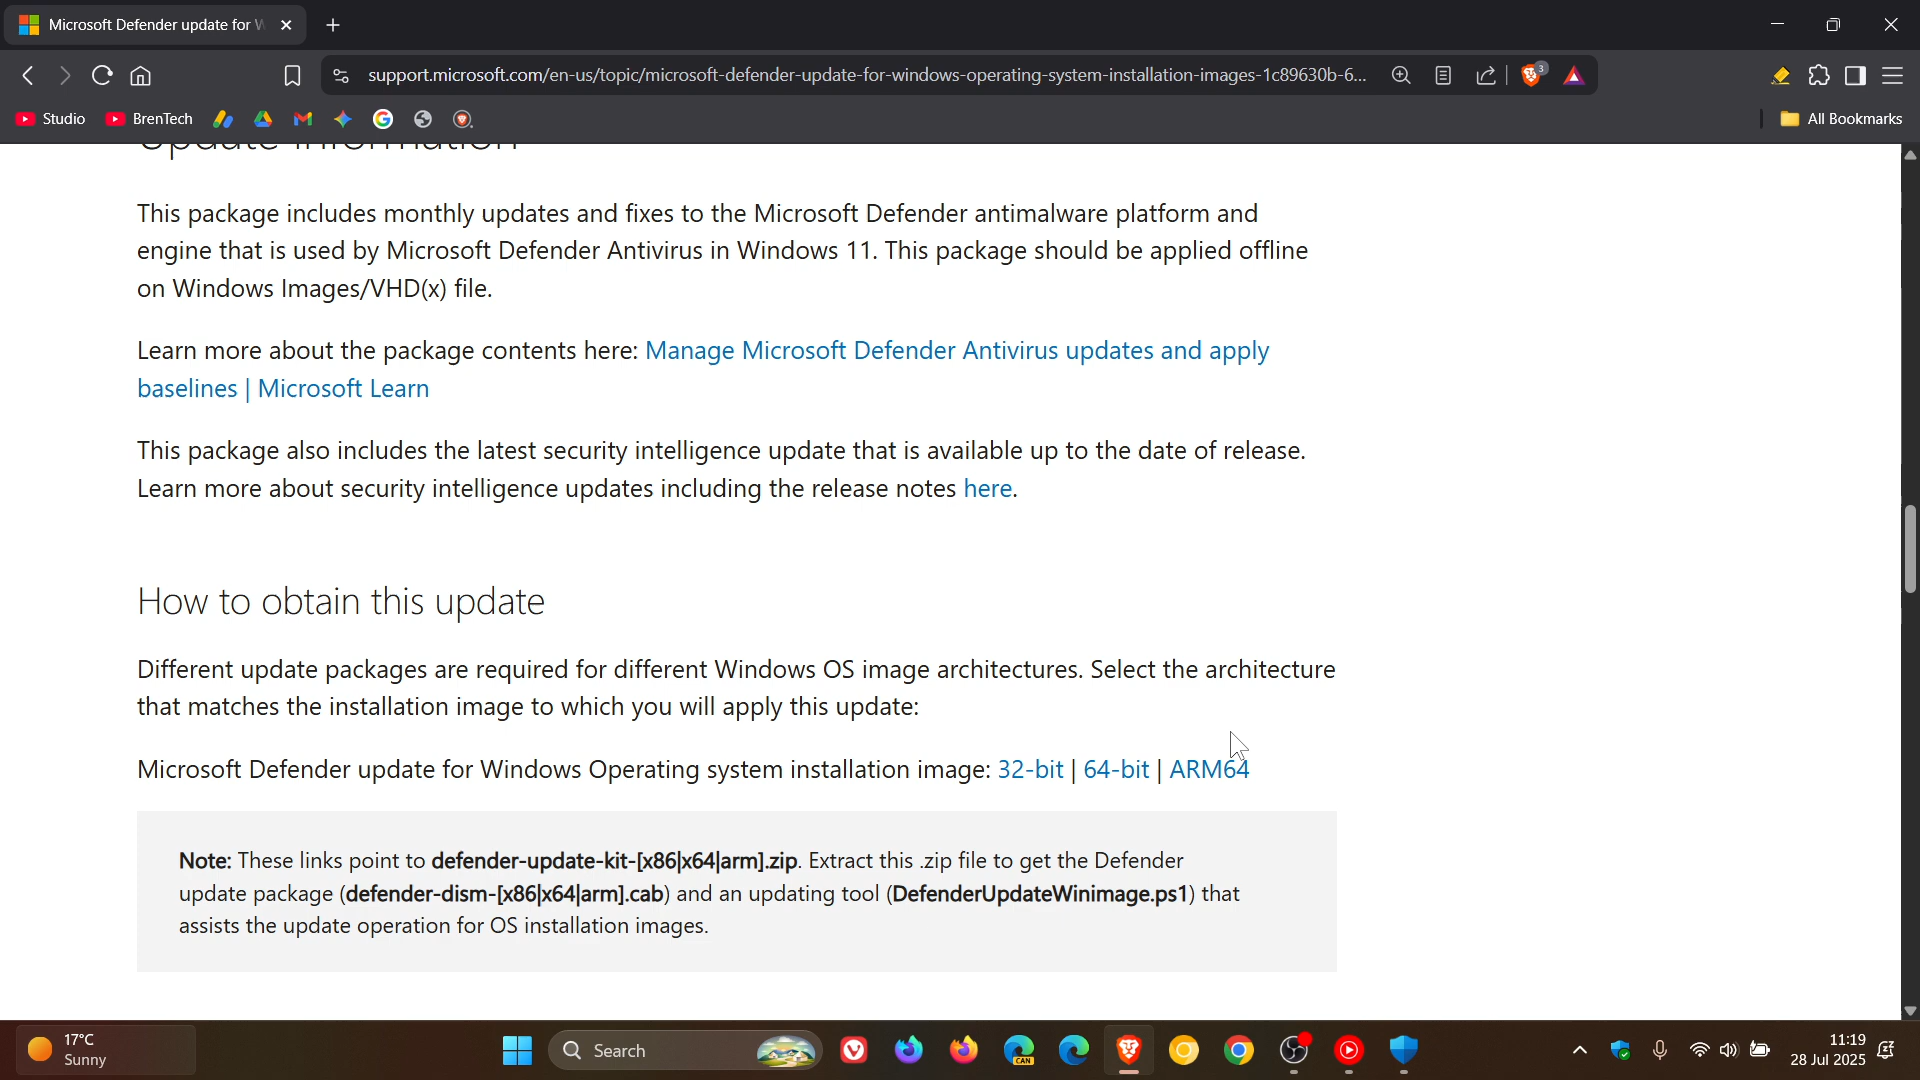 Microsoft Defender update for W
support.microsoft.com/en-us/topic/microsoft-defender-update-for-windows-operating-system-installation-images-1c89630b-6...
3
Studio
BrenTech
All Bookmarks
Update information
This package includes monthly updates and fixes to the Microsoft Defender antimalware platform and
engine that is used by Microsoft Defender Antivirus in Windows 11. This package should be applied offline
on Windows Images/VHD(x) file.
Learn more about the package contents here: Manage Microsoft Defender Antivirus updates and apply
baselines | Microsoft Learn
This package also includes the latest security intelligence update that is available up to the date of release.
Learn more about security intelligence updates including the release notes here.
How to obtain this update
Different update packages are required for different Windows OS image architectures. Select the architecture
that matches the installation image to which you will apply this update:
Microsoft Defender update for Windows Operating system installation image: 32-bit | 64-bit | ARM64
Note: These links point to defender-update-kit-[x86|x64|arm].zip. Extract this .zip file to get the Defender
update package (defender-dism-[x86|x64|arm].cab) and an updating tool (DefenderUpdateWinimage.ps1) that
assists the update operation for OS installation images.
17°C
Sunny
Search
CAN
11:19
28 Jul 2025